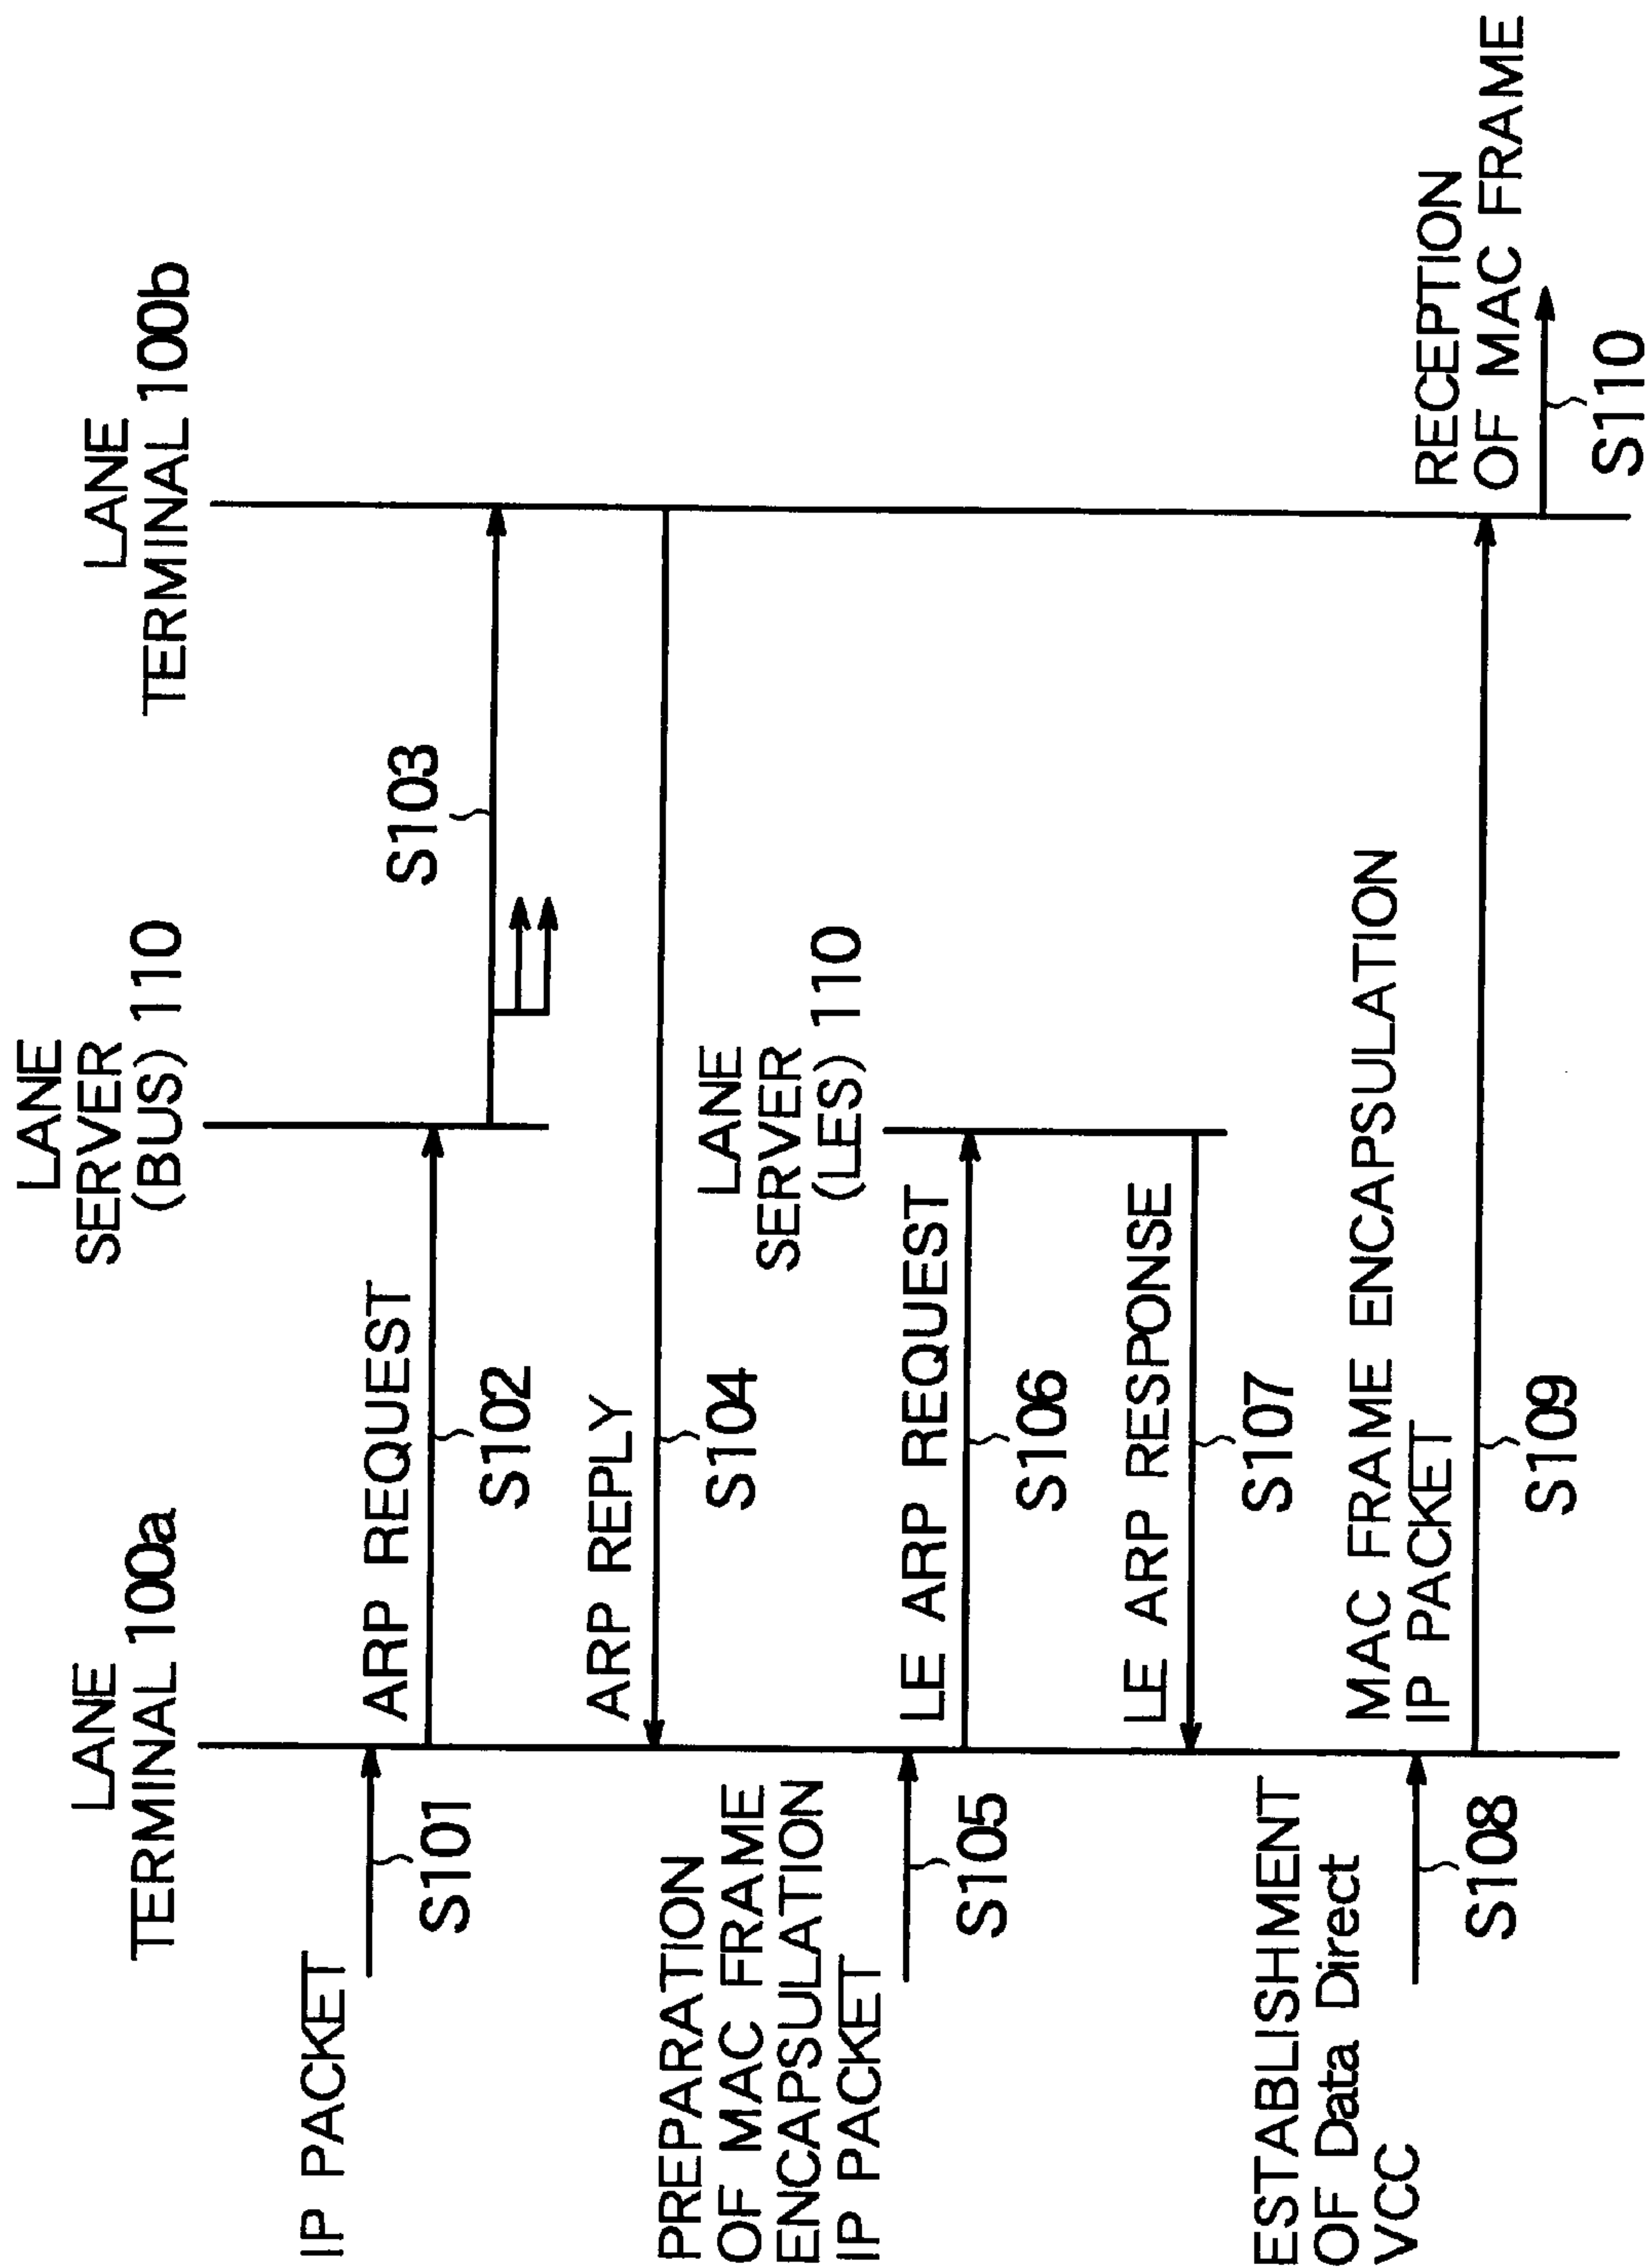 LANE
TERMINAL 100a
LANE
SERVER
(BUS) 110
LANE
TERMINAL 100b
IP PACKET
S101
ARP REQUEST
S102
S103
ARP REPLY
S104
PREPARATION
OF MAC FRAME
ENCAPSULATION
IP PACKET
S105
LANE
SERVER
(LES) 110
LE ARP REQUEST
S106
LE ARP RESPONSE
S107
ESTABLISHMENT
OF Data Direct
VCC
S108
MAC FRAME ENCAPSULATION
IP PACKET
S109
RECEPTION
OF MAC FRAME
S110